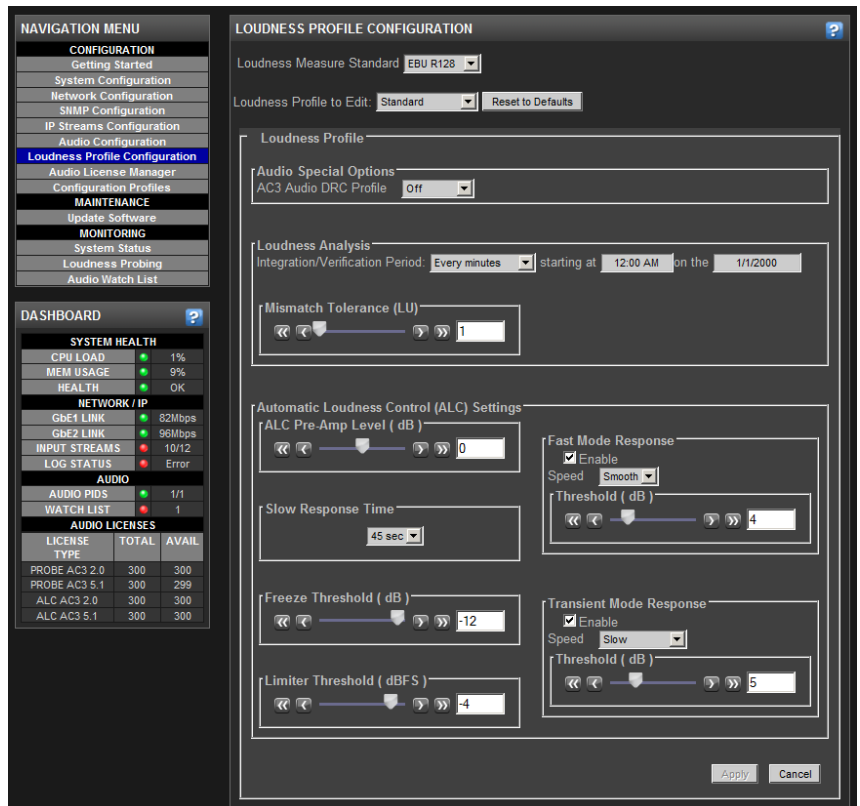 NAVIGATION MENU
CONFIGURATION
Getting Started
System Configuration
Network Configuration
SNMP Configuration
IP Streams Configuration
Audio Configuration
Loudness Profile Configuration
Audio License Manager
Configuration Profiles
MAINTENANCE
Update Software
MONITORING
System Status
Loudness Probing
Audio Watch List
DASHBOARD ?
SYSTEM HEALTH
CPU LOAD 1%
MEM USAGE 9%
HEALTH OK
NETWORK / IP
GbE1 LINK 82Mbps
GbE2 LINK 96Mbps
INPUT STREAMS 10/12
LOG STATUS Error
AUDIO
AUDIO PIDS 1/1
WATCH LIST 1
AUDIO LICENSES
LICENSE TYPE TOTAL AVAIL
PROBE AC3 2.0 300 300
PROBE AC3 5.1 300 299
ALC AC3 2.0 300 300
ALC AC3 5.1 300 300
LOUDNESS PROFILE CONFIGURATION ?
Loudness Measure Standard EBU R128
Loudness Profile to Edit: Standard Reset to Defaults
Loudness Profile
Audio Special Options
AC3 Audio DRC Profile Off
Loudness Analysis
Integration/Verification Period: Every minutes starting at 12:00 AM on the 1/1/2000
Mismatch Tolerance (LU)
1
Automatic Loudness Control (ALC) Settings
ALC Pre-Amp Level ( dB )
0
Slow Response Time
45 sec
Freeze Threshold ( dB )
-12
Limiter Threshold ( dBFS )
-4
Fast Mode Response
Enable
Speed Smooth
Threshold ( dB )
4
Transient Mode Response
Enable
Speed Slow
Threshold ( dB )
5
Apply Cancel